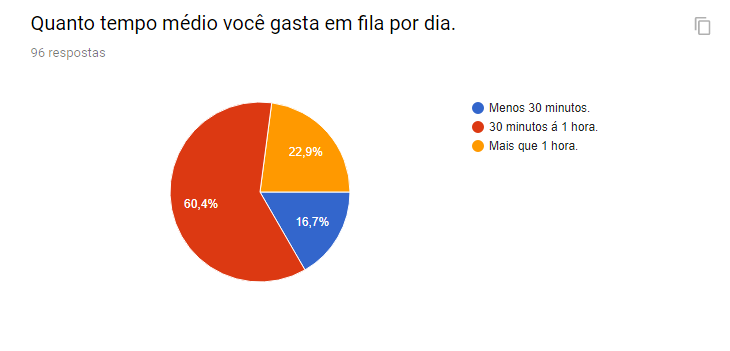 Quanto tempo médio você gasta em fila por dia.
96 respostas
Menos 30 minutos.
30 minutos á 1 hora.
Mais que 1 hora.
22,9%
60,4%
16,7%